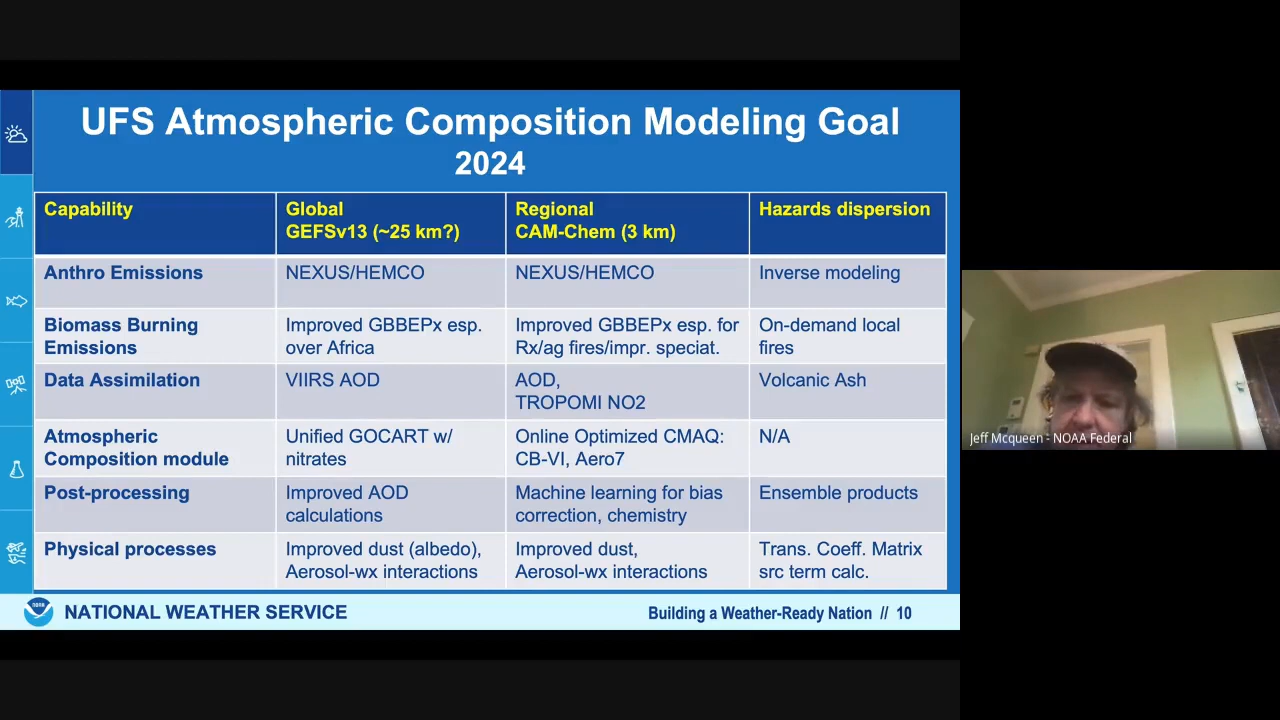 UFS Atmospheric Composition Modeling Goal
2024
Capability
Global
GEFSv13 (~25 km?)
Regional
CAM-Chem (3 km)
Hazards dispersion
Anthro Emissions
NEXUS/HEMCO
NEXUS/HEMCO
Inverse modeling
Biomass Burning
Emissions
Improved GBBEPx esp.
over Africa
Improved GBBEPx esp. for
Rx/ag fires/impr. speciat.
On-demand local
fires
Data Assimilation
VIIRS AOD
AOD,
TROPOMI NO2
Volcanic Ash
Atmospheric
Composition module
Unified GOCART w/
nitrates
Online Optimized CMAQ:
CB-VI, Aero7
N/A
Post-processing
Improved AOD
calculations
Machine learning for bias
correction, chemistry
Ensemble products
Physical processes
Improved dust (albedo),
Aerosol-wx interactions
Improved dust,
Aerosol-wx interactions
Trans. Coeff. Matrix
src term calc.
NATIONAL WEATHER SERVICE
Building a Weather-Ready Nation // 10
Jeff Mcqueen - NOAA Federal